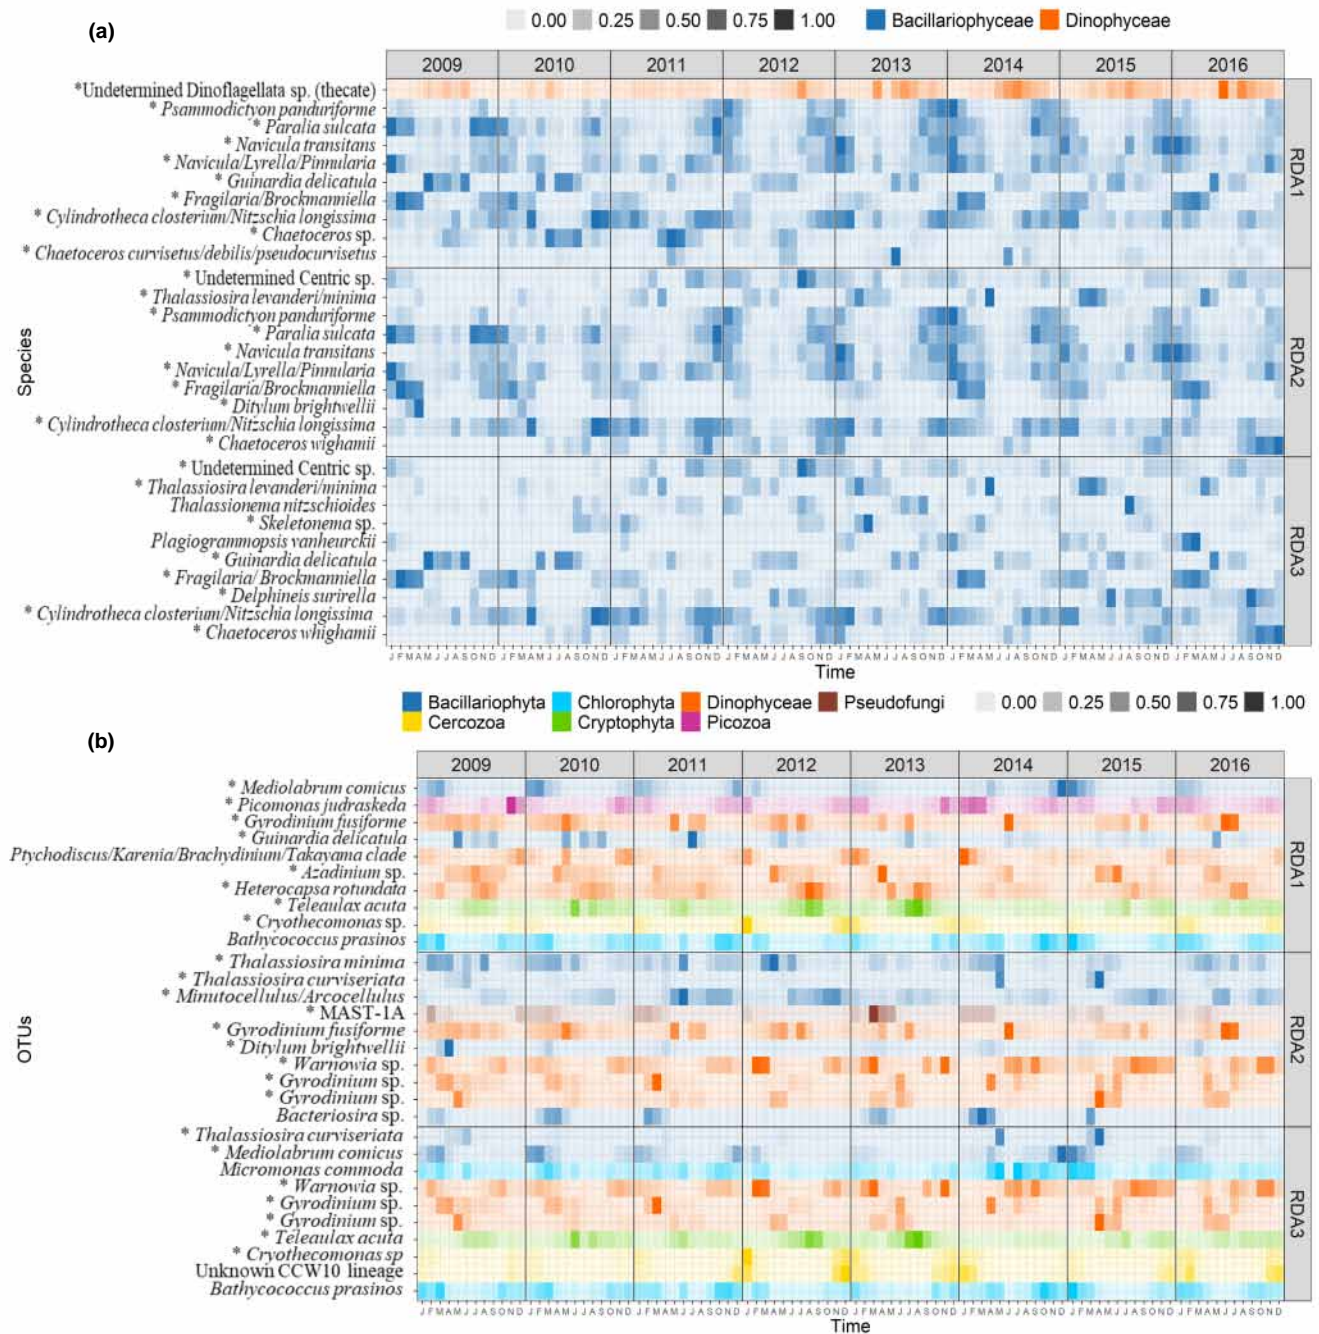 (a)
0.00 0.25 0.50 0.75 1.00 Bacillariophyceae Dinophyceae
2009 2010 2011 2012 2013 2014 2015 2016
Species
*Undetermined Dinoflagellata sp. (thecate)
* Psammodictyon panduriforme
* Paralia sulcata
* Navicula transitans
* Navicula/Lyrella/Pinnularia
* Guinardia delicatula
* Fragilaria/Brockmanniella
* Cylindrotheca closterium/Nitzschia longissima
* Chaetoceros sp.
* Chaetoceros curvisetus/debilis/pseudocurvisetus
RDA1
* Undetermined Centric sp.
* Thalassiosira levanderi/minima
* Psammodictyon panduriforme
* Paralia sulcata
* Navicula transitans
* Navicula/Lyrella/Pinnularia
* Fragilaria/Brockmanniella
* Ditylum brightwellii
* Cylindrotheca closterium/Nitzschia longissima
* Chaetoceros wighamii
RDA2
* Undetermined Centric sp.
* Thalassiosira levanderi/minima
Thalassionema nitzschioides
* Skeletonema sp.
Plagiogrammopsis vanheurckii
* Guinardia delicatula
* Fragilaria/Brockmanniella
* Delphineis surirella
* Cylindrotheca closterium/Nitzschia longissima
* Chaetoceros whighamii
RDA3
J F M A M J J A S O N D J F M A M J J A S O N D J F M A M J J A S O N D J F M A M J J A S O N D J F M A M J J A S O N D J F M A M J J A S O N D J F M A M J J A S O N D J F M A M J J A S O N D
Time
Bacillariophyta Chlorophyta Dinophyceae Pseudofungi 0.00 0.25 0.50 0.75 1.00
Cercozoa Cryptophyta Picozoa
(b)
2009 2010 2011 2012 2013 2014 2015 2016
OTUs
* Mediolabrum comicus
* Picomonas judraskeda
* Gyrodinium fusiforme
* Guinardia delicatula
Ptychodiscus/Karenia/Brachydinium/Takayama clade
* Azadinium sp.
* Heterocapsa rotundata
* Teleaulax acuta
* Cryothecomonas sp.
Bathycoccus prasinos
RDA1
* Thalassiosira minima
* Thalassiosira curviseriata
* Minutocellulus/Arcocellulus
* MAST-1A
* Gyrodinium fusiforme
* Ditylum brightwellii
* Warnowia sp.
* Gyrodinium sp.
* Gyrodinium sp.
Bacteriosira sp.
RDA2
* Thalassiosira curviseriata
* Mediolabrum comicus
Micromonas commoda
* Warnowia sp.
* Gyrodinium sp.
* Gyrodinium sp.
* Teleaulax acuta
* Cryothecomonas sp
Unknown CCW10 lineage
Bathycoccus prasinos
RDA3
J F M A M J J A S O N D J F M A M J J A S O N D J F M A M J J A S O N D J F M A M J J A S O N D J F M A M J J A S O N D J F M A M J J A S O N D J F M A M J J A S O N D J F M A M J J A S O N D
Time